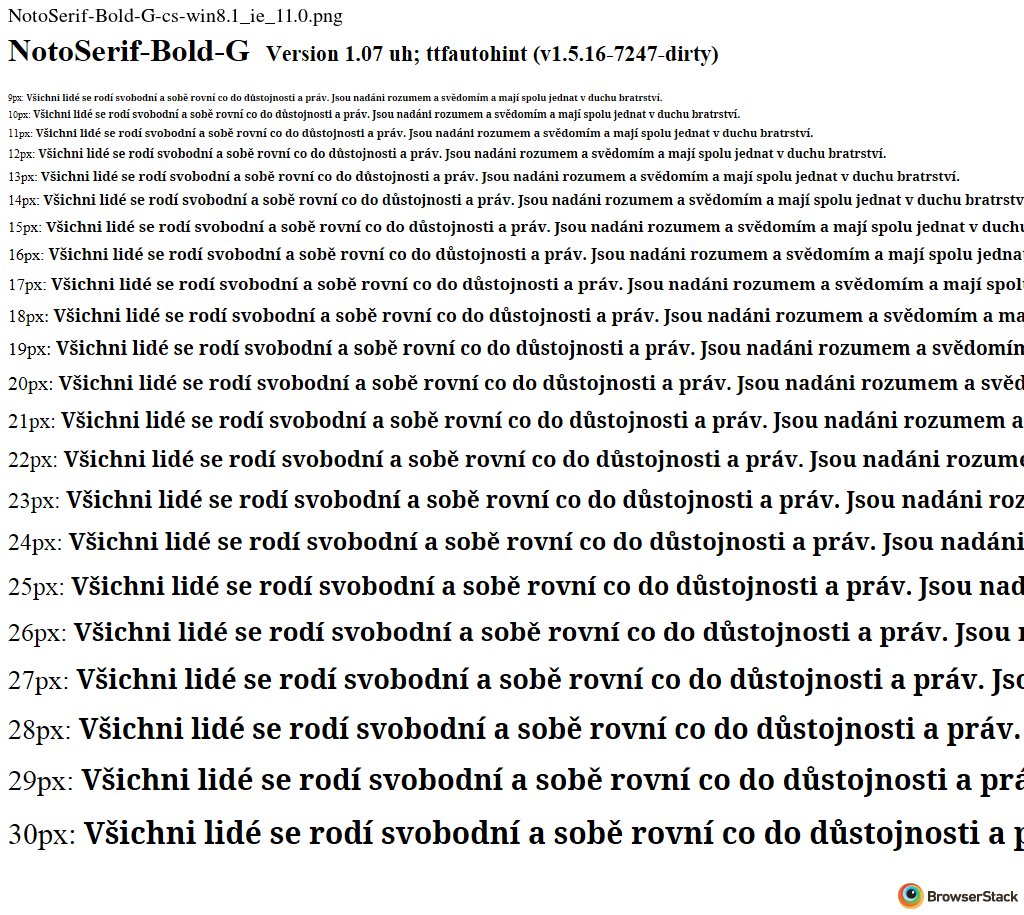 NotoSerif-Bold-G-cs-win8.1_ie_11.0.png
NotoSerif-Bold-G Version 1.07 uh; ttfautohint (v1.5.16-7247-dirty)
9px: Všichni lidé se rodí svobodní a sobě rovní co do důstojnosti a práv. Jsou nadáni rozumem a svědomím a mají spolu jednat v duchu bratrství.
10px: Všichni lidé se rodí svobodní a sobě rovní co do důstojnosti a práv. Jsou nadáni rozumem a svědomím a mají spolu jednat v duchu bratrství.
11px: Všichni lidé se rodí svobodní a sobě rovní co do důstojnosti a práv. Jsou nadáni rozumem a svědomím a mají spolu jednat v duchu bratrství.
12px: Všichni lidé se rodí svobodní a sobě rovní co do důstojnosti a práv. Jsou nadáni rozumem a svědomím a mají spolu jednat v duchu bratrství.
13px: Všichni lidé se rodí svobodní a sobě rovní co do důstojnosti a práv. Jsou nadáni rozumem a svědomím a mají spolu jednat v duchu bratrství.
14px: Všichni lidé se rodí svobodní a sobě rovní co do důstojnosti a práv. Jsou nadáni rozumem a svědomím a mají spolu jednat v duchu bratrstv
15px: Všichni lidé se rodí svobodní a sobě rovní co do důstojnosti a práv. Jsou nadáni rozumem a svědomím a mají spolu jednat v duchu
16px: Všichni lidé se rodí svobodní a sobě rovní co do důstojnosti a práv. Jsou nadáni rozumem a svědomím a mají spolu jedna
17px: Všichni lidé se rodí svobodní a sobě rovní co do důstojnosti a práv. Jsou nadáni rozumem a svědomím a mají spol
18px: Všichni lidé se rodí svobodní a sobě rovní co do důstojnosti a práv. Jsou nadáni rozumem a svědomím a ma
19px: Všichni lidé se rodí svobodní a sobě rovní co do důstojnosti a práv. Jsou nadáni rozumem a svědomím
20px: Všichni lidé se rodí svobodní a sobě rovní co do důstojnosti a práv. Jsou nadáni rozumem a svěd
21px: Všichni lidé se rodí svobodní a sobě rovní co do důstojnosti a práv. Jsou nadáni rozumem a
22px: Všichni lidé se rodí svobodní a sobě rovní co do důstojnosti a práv. Jsou nadáni rozume
23px: Všichni lidé se rodí svobodní a sobě rovní co do důstojnosti a práv. Jsou nadáni roz
24px: Všichni lidé se rodí svobodní a sobě rovní co do důstojnosti a práv. Jsou nadáni
25px: Všichni lidé se rodí svobodní a sobě rovní co do důstojnosti a práv. Jsou nad
26px: Všichni lidé se rodí svobodní a sobě rovní co do důstojnosti a práv. Jsou
27px: Všichni lidé se rodí svobodní a sobě rovní co do důstojnosti a práv. Jso
28px: Všichni lidé se rodí svobodní a sobě rovní co do důstojnosti a práv.
29px: Všichni lidé se rodí svobodní a sobě rovní co do důstojnosti a prá
30px: Všichni lidé se rodí svobodní a sobě rovní co do důstojnosti a p
BrowserStack